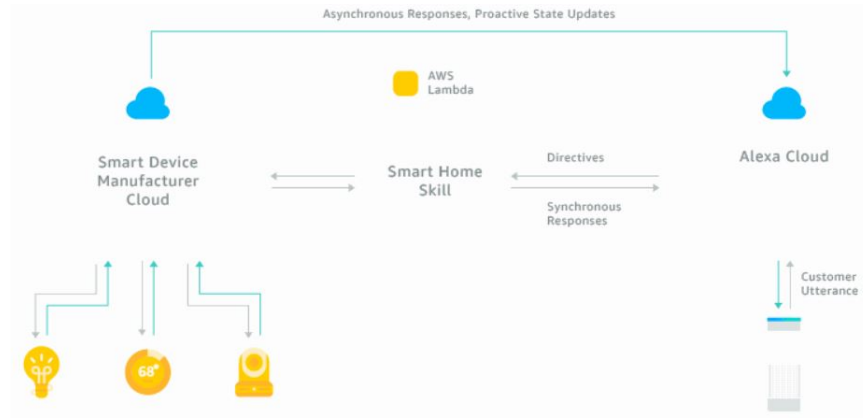 Asynchronous Responses, Proactive State Updates
AWS
Lambda
Smart Device
Manufacturer
Cloud
Smart Home
Skill
Directives
Synchronous
Responses
Alexa Cloud
Customer
Utterance
68°